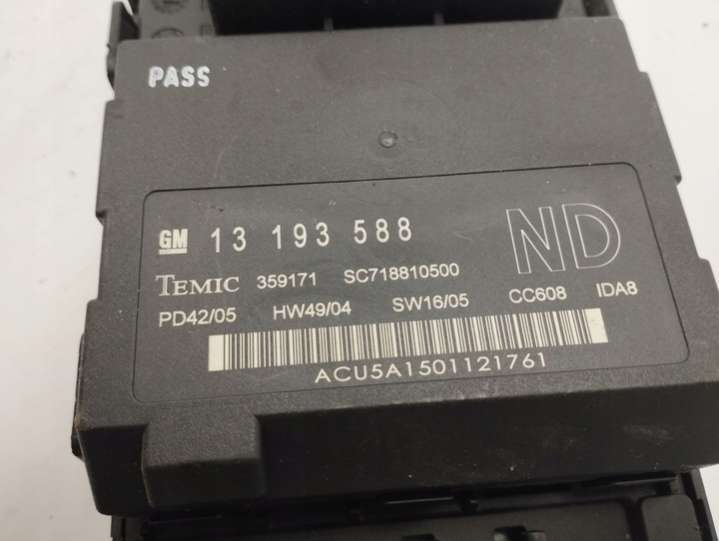 PASS
GM 13 193 588 ND
TEMIC 359171 SC718810500
PD42/05 HW49/04 SW16/05 CC608 IDA8
ACU5A1501121761